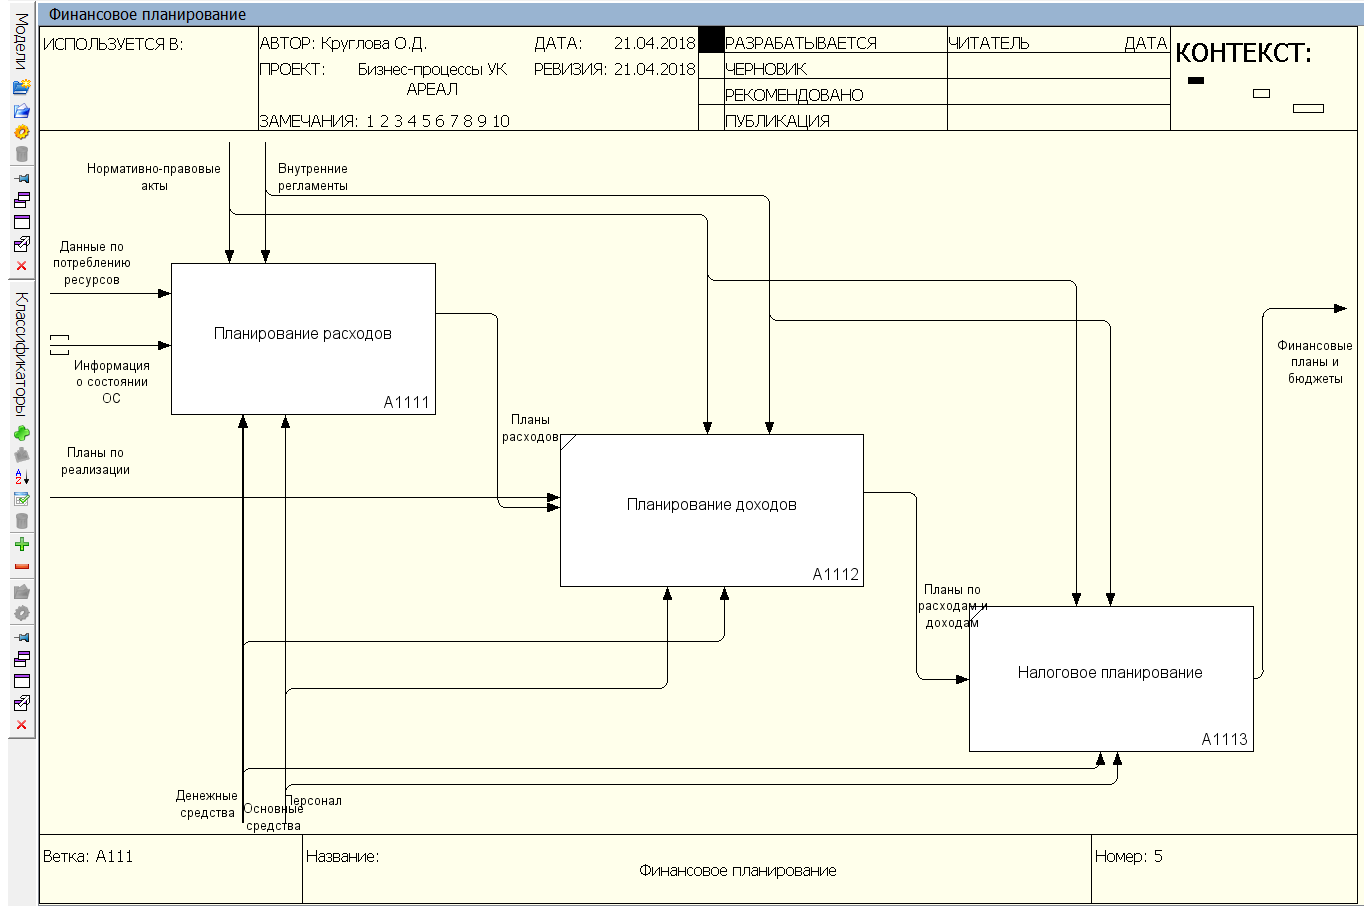 Финансовое планирование
Модели
Классификаторы
ИСПОЛЬЗУЕТСЯ В:
АВТОР: Круглова О.Д.
ДАТА: 21.04.2018
ПРОЕКТ: Бизнес-процессы УК
АРЕАЛ
РЕВИЗИЯ: 21.04.2018
ЗАМЕЧАНИЯ: 1 2 3 4 5 6 7 8 9 10
РАЗРАБАТЫВАЕТСЯ
ЧЕРНОВИК
РЕКОМЕНДОВАНО
ПУБЛИКАЦИЯ
ЧИТАТЕЛЬ ДАТА
КОНТЕКСТ:
Нормативно-правовые
акты
Внутренние
регламенты
Данные по
потреблению
ресурсов
Планирование расходов
A1111
Информация
о состоянии
ОС
Финансовые
планы и
бюджеты
Планы
расходов
Планы по
реализации
Планирование доходов
A1112
Планы по
расходам и
доходам
Налоговое планирование
A1113
Денежные
средства
Основные
средства
Персонал
Ветка: A111
Название:
Финансовое планирование
Номер: 5